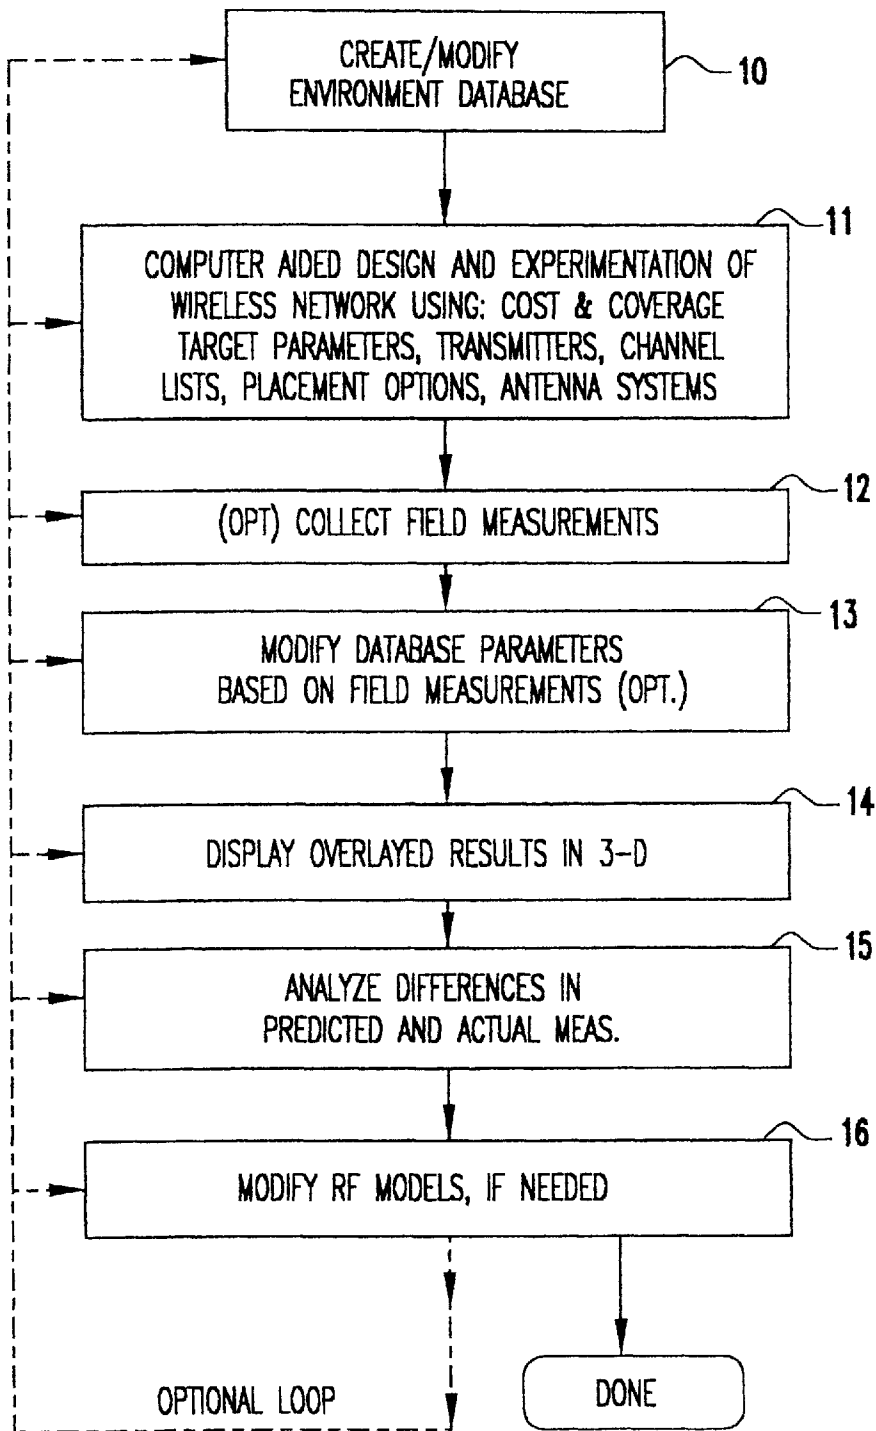 CREATE/MODIFY
ENVIRONMENT DATABASE
10
11
COMPUTER AIDED DESIGN AND EXPERIMENTATION OF
WIRELESS NETWORK USING: COST & COVERAGE
TARGET PARAMETERS, TRANSMITTERS, CHANNEL
LISTS, PLACEMENT OPTIONS, ANTENNA SYSTEMS
12
(OPT) COLLECT FIELD MEASUREMENTS
13
MODIFY DATABASE PARAMETERS
BASED ON FIELD MEASUREMENTS (OPT.)
14
DISPLAY OVERLAYED RESULTS IN 3-D
15
ANALYZE DIFFERENCES IN
PREDICTED AND ACTUAL MEAS.
16
MODIFY RF MODELS, IF NEEDED
OPTIONAL LOOP
DONE